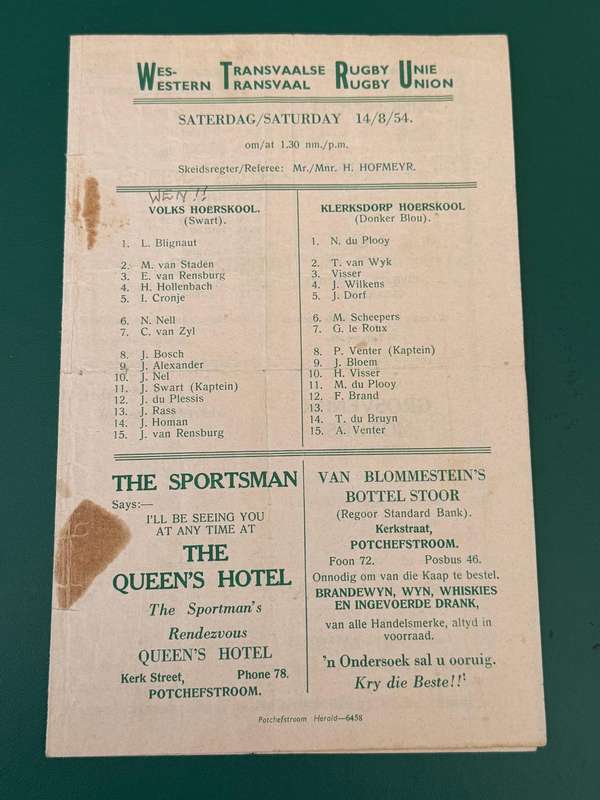 WES- TRANSVAALSE RUGBY UNIE
WESTERN TRANSVAAL RUGBY UNION
SATERDAG/SATURDAY 14/8/54.
om/at 1.30 nm./p.m.
Skeidsregter/Referee: Mr./Mnr. H. HOFMEYR.
WEN!!
VOLKS HOERSKOOL.
(Swart).
1. L. Blignaut
2. M. van Staden
3. E. van Rensburg
4. H. Hollenbach
5. I. Cronje
6. N. Nell
7. C. van Zyl
8. J. Bosch
9. J. Alexander
10. J. Nel
11. J. Swart (Kaptein)
12. J. du Plessis
13. J. Rass
14. J. Homan
15. J. van Rensburg
KLERKSDORP HOERSKOOL
(Donker Blou).
1. N. du Plooy
2. T. van Wyk
3. Visser
4. J. Wilkens
5. J. Dorf
6. M. Scheepers
7. G. le Roux
8. P. Venter (Kaptein)
9. J. Bloem
10. H. Visser
11. M. du Plooy
12. F. Brand
13.
14. T. du Bruyn
15. A. Venter
THE SPORTSMAN
Says:—
I'LL BE SEEING YOU
AT ANY TIME AT
THE
QUEEN'S HOTEL
The Sportman's
Rendezvous
QUEEN'S HOTEL
Kerk Street, Phone 78.
POTCHEFSTROOM.
VAN BLOMMESTEIN'S
BOTTEL STOOR
(Regoor Standard Bank).
Kerkstraat,
POTCHEFSTROOM.
Foon 72. Posbus 46.
Onnodig om van die Kaap te bestel.
BRANDEWYN, WYN, WHISKIES
EN INGEVOERDE DRANK,
van alle Handelsmerke, altyd in
voorraad.
'n Ondersoek sal u ooruig.
Kry die Beste!!!
Potchefstroom Herald—6458